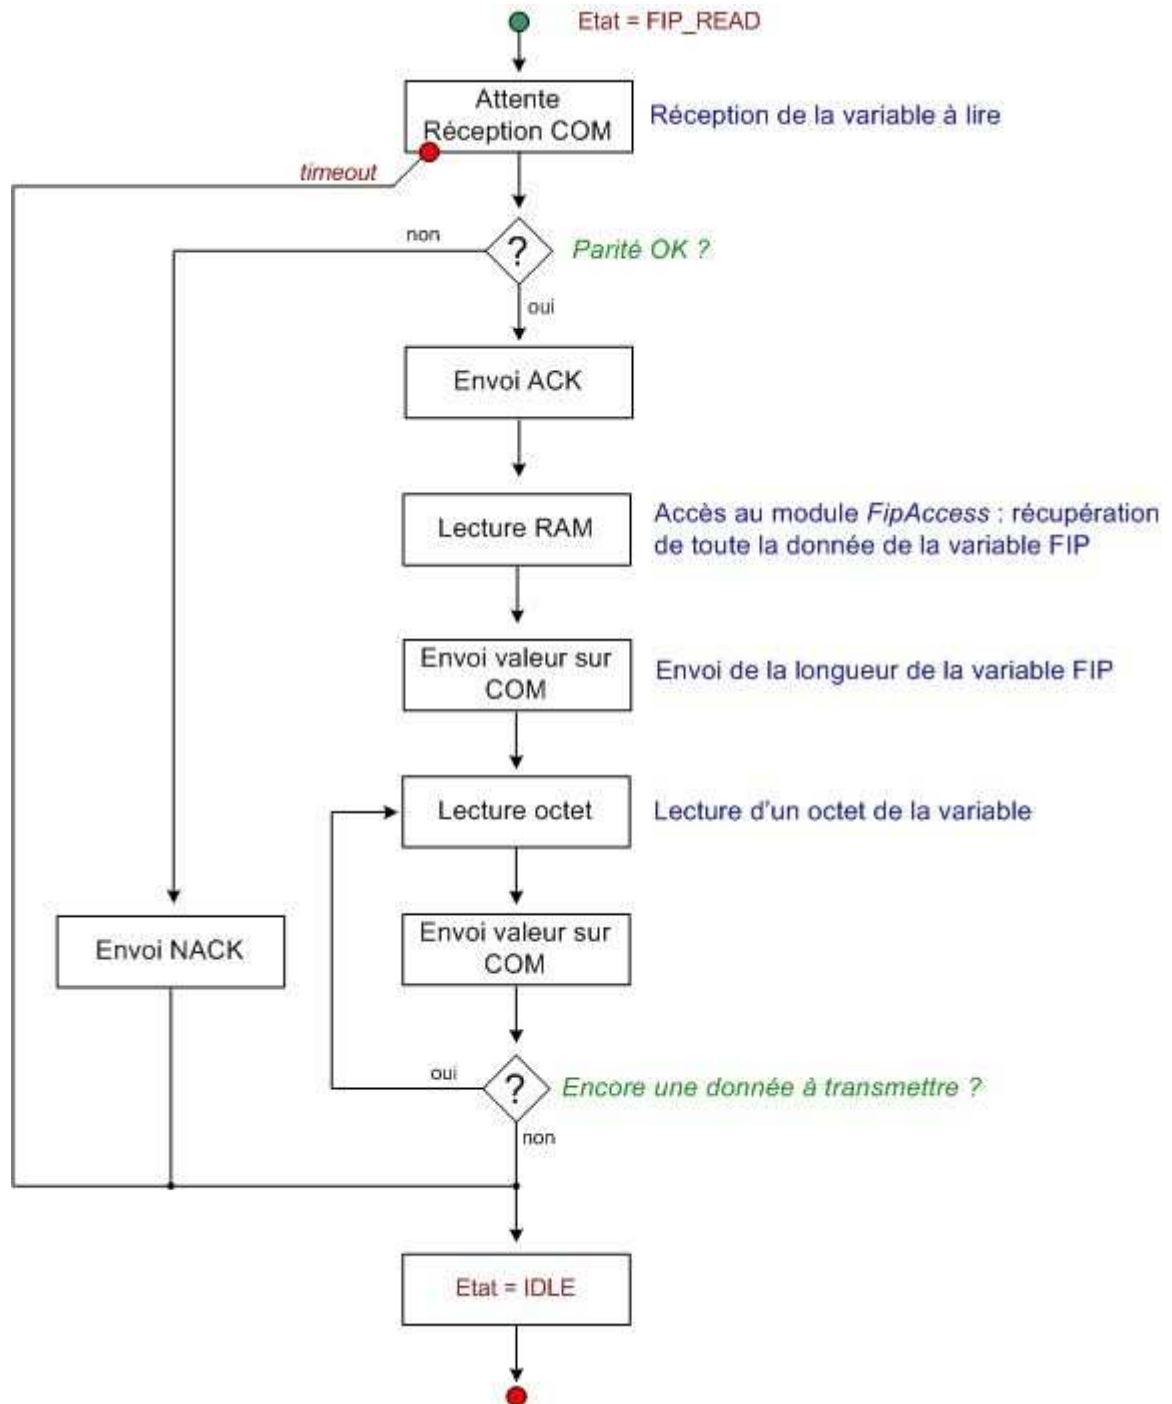 Etat = FIP_READ
Attente
Réception COM
Réception de la variable à lire
timeout
non
?
Parité OK ?
oui
Envoi ACK
Lecture RAM
Accès au module FipAccess : récupération
de toute la donnée de la variable FIP
Envoi valeur sur
COM
Envoi de la longueur de la variable FIP
Lecture octet
Lecture d'un octet de la variable
Envoi NACK
Envoi valeur sur
COM
oui
?
Encore une donnée à transmettre ?
non
Etat = IDLE